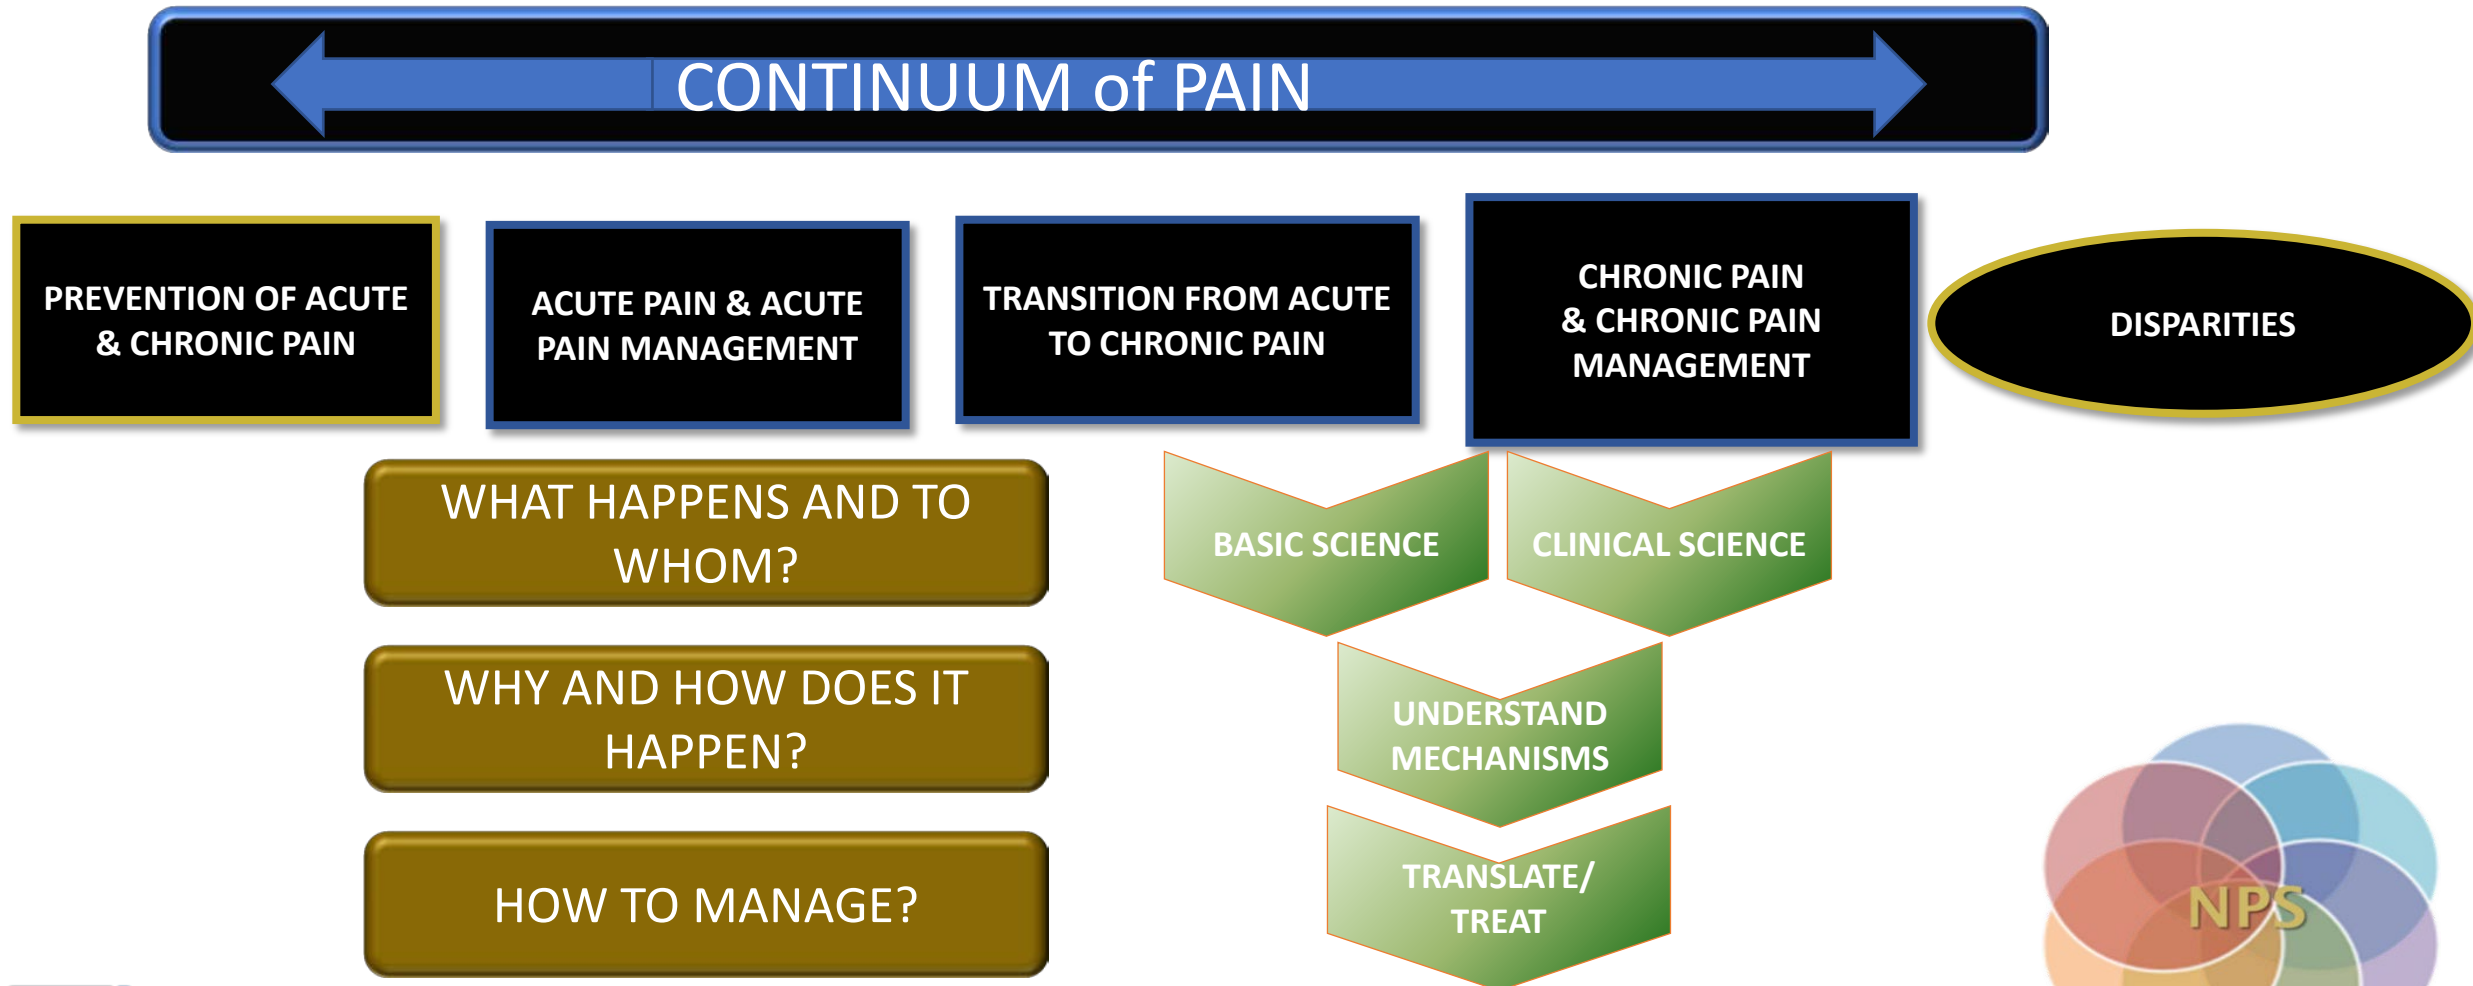 CONTINUUM of PAIN
PREVENTION OF ACUTE
& CHRONIC PAIN
ACUTE PAIN & ACUTE
PAIN MANAGEMENT
TRANSITION FROM ACUTE
TO CHRONIC PAIN
CHRONIC PAIN
& CHRONIC PAIN
MANAGEMENT
DISPARITIES
WHAT HAPPENS AND TO
WHOM?
WHY AND HOW DOES IT
HAPPEN?
HOW TO MANAGE?
BASIC SCIENCE
CLINICAL SCIENCE
UNDERSTAND
MECHANISMS
TRANSLATE/
TREAT
NPS